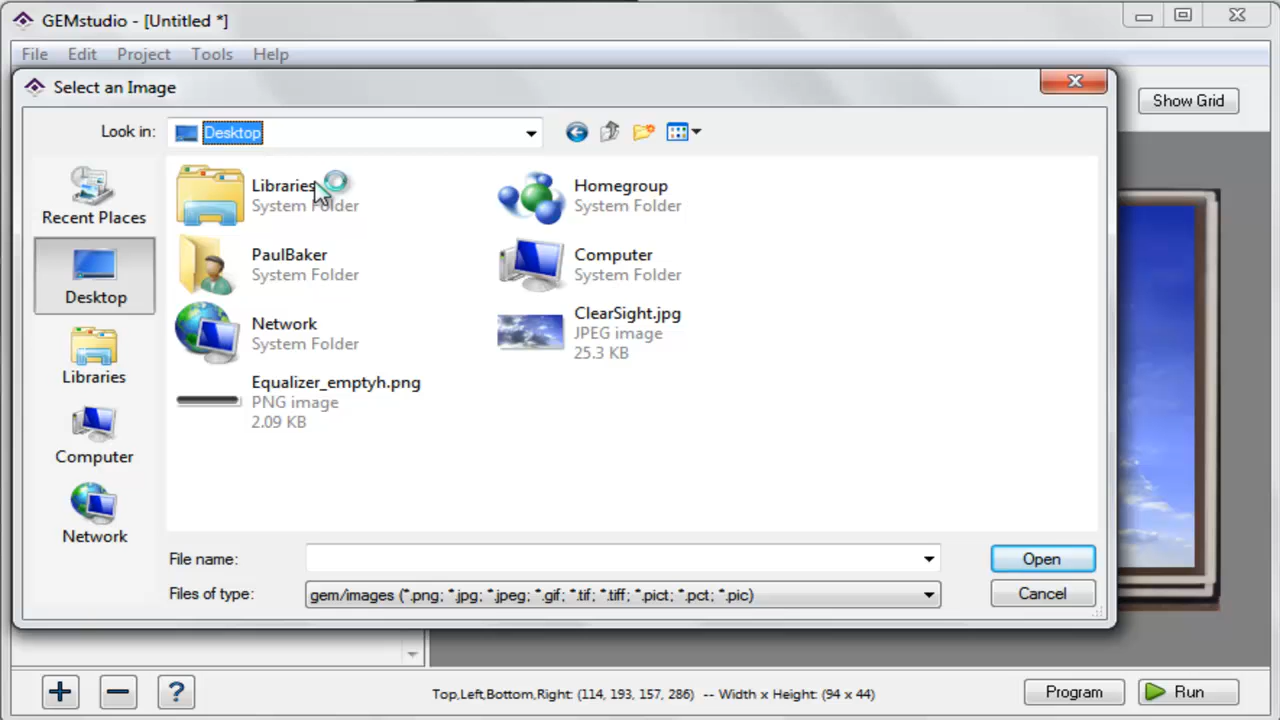 GEMstudio - [Untitled *]
File Edit Project Tools Help
Select an Image
Show Grid
Look in: Desktop
Recent Places
Desktop
Libraries
Computer
Network
Libraries
System Folder
Homegroup
System Folder
PaulBaker
System Folder
Computer
System Folder
Network
System Folder
ClearSight.jpg
JPEG image
25.3 KB
Equalizer_emptyh.png
PNG image
2.09 KB
File name:
Open
Files of type: gem/images (*.png; *.jpg; *.jpeg; *.gif; *.tif; *.tiff; *.pict; *.pct; *.pic)
Cancel
Top,Left,Bottom,Right: (114, 193, 157, 286) -- Width x Height: (94 x 44)
Program
Run